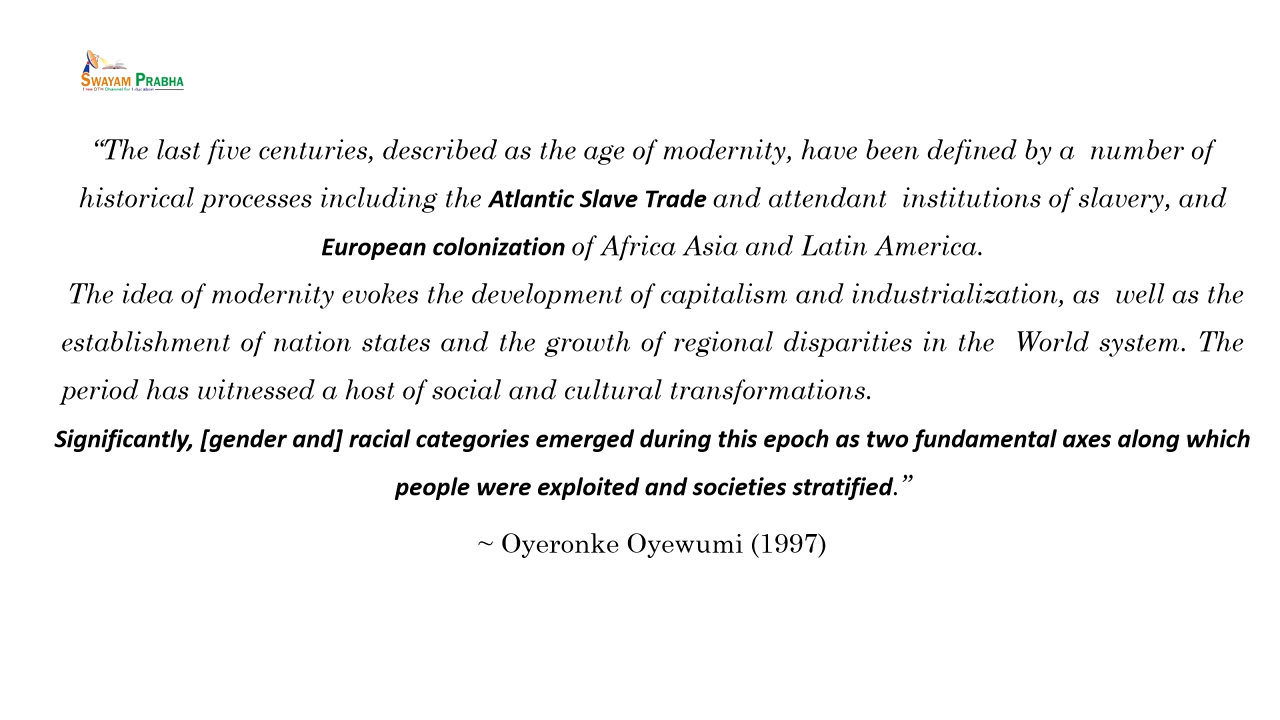 SWAYAM PRABHA
“The last five centuries, described as the age of modernity, have been defined by a number of
historical processes including the Atlantic Slave Trade and attendant institutions of slavery, and
European colonization of Africa Asia and Latin America.
The idea of modernity evokes the development of capitalism and industrialization, as well as the
establishment of nation states and the growth of regional disparities in the World system. The
period has witnessed a host of social and cultural transformations.
Significantly, [gender and] racial categories emerged during this epoch as two fundamental axes along which
people were exploited and societies stratified.”
~ Oyeronke Oyewumi (1997)